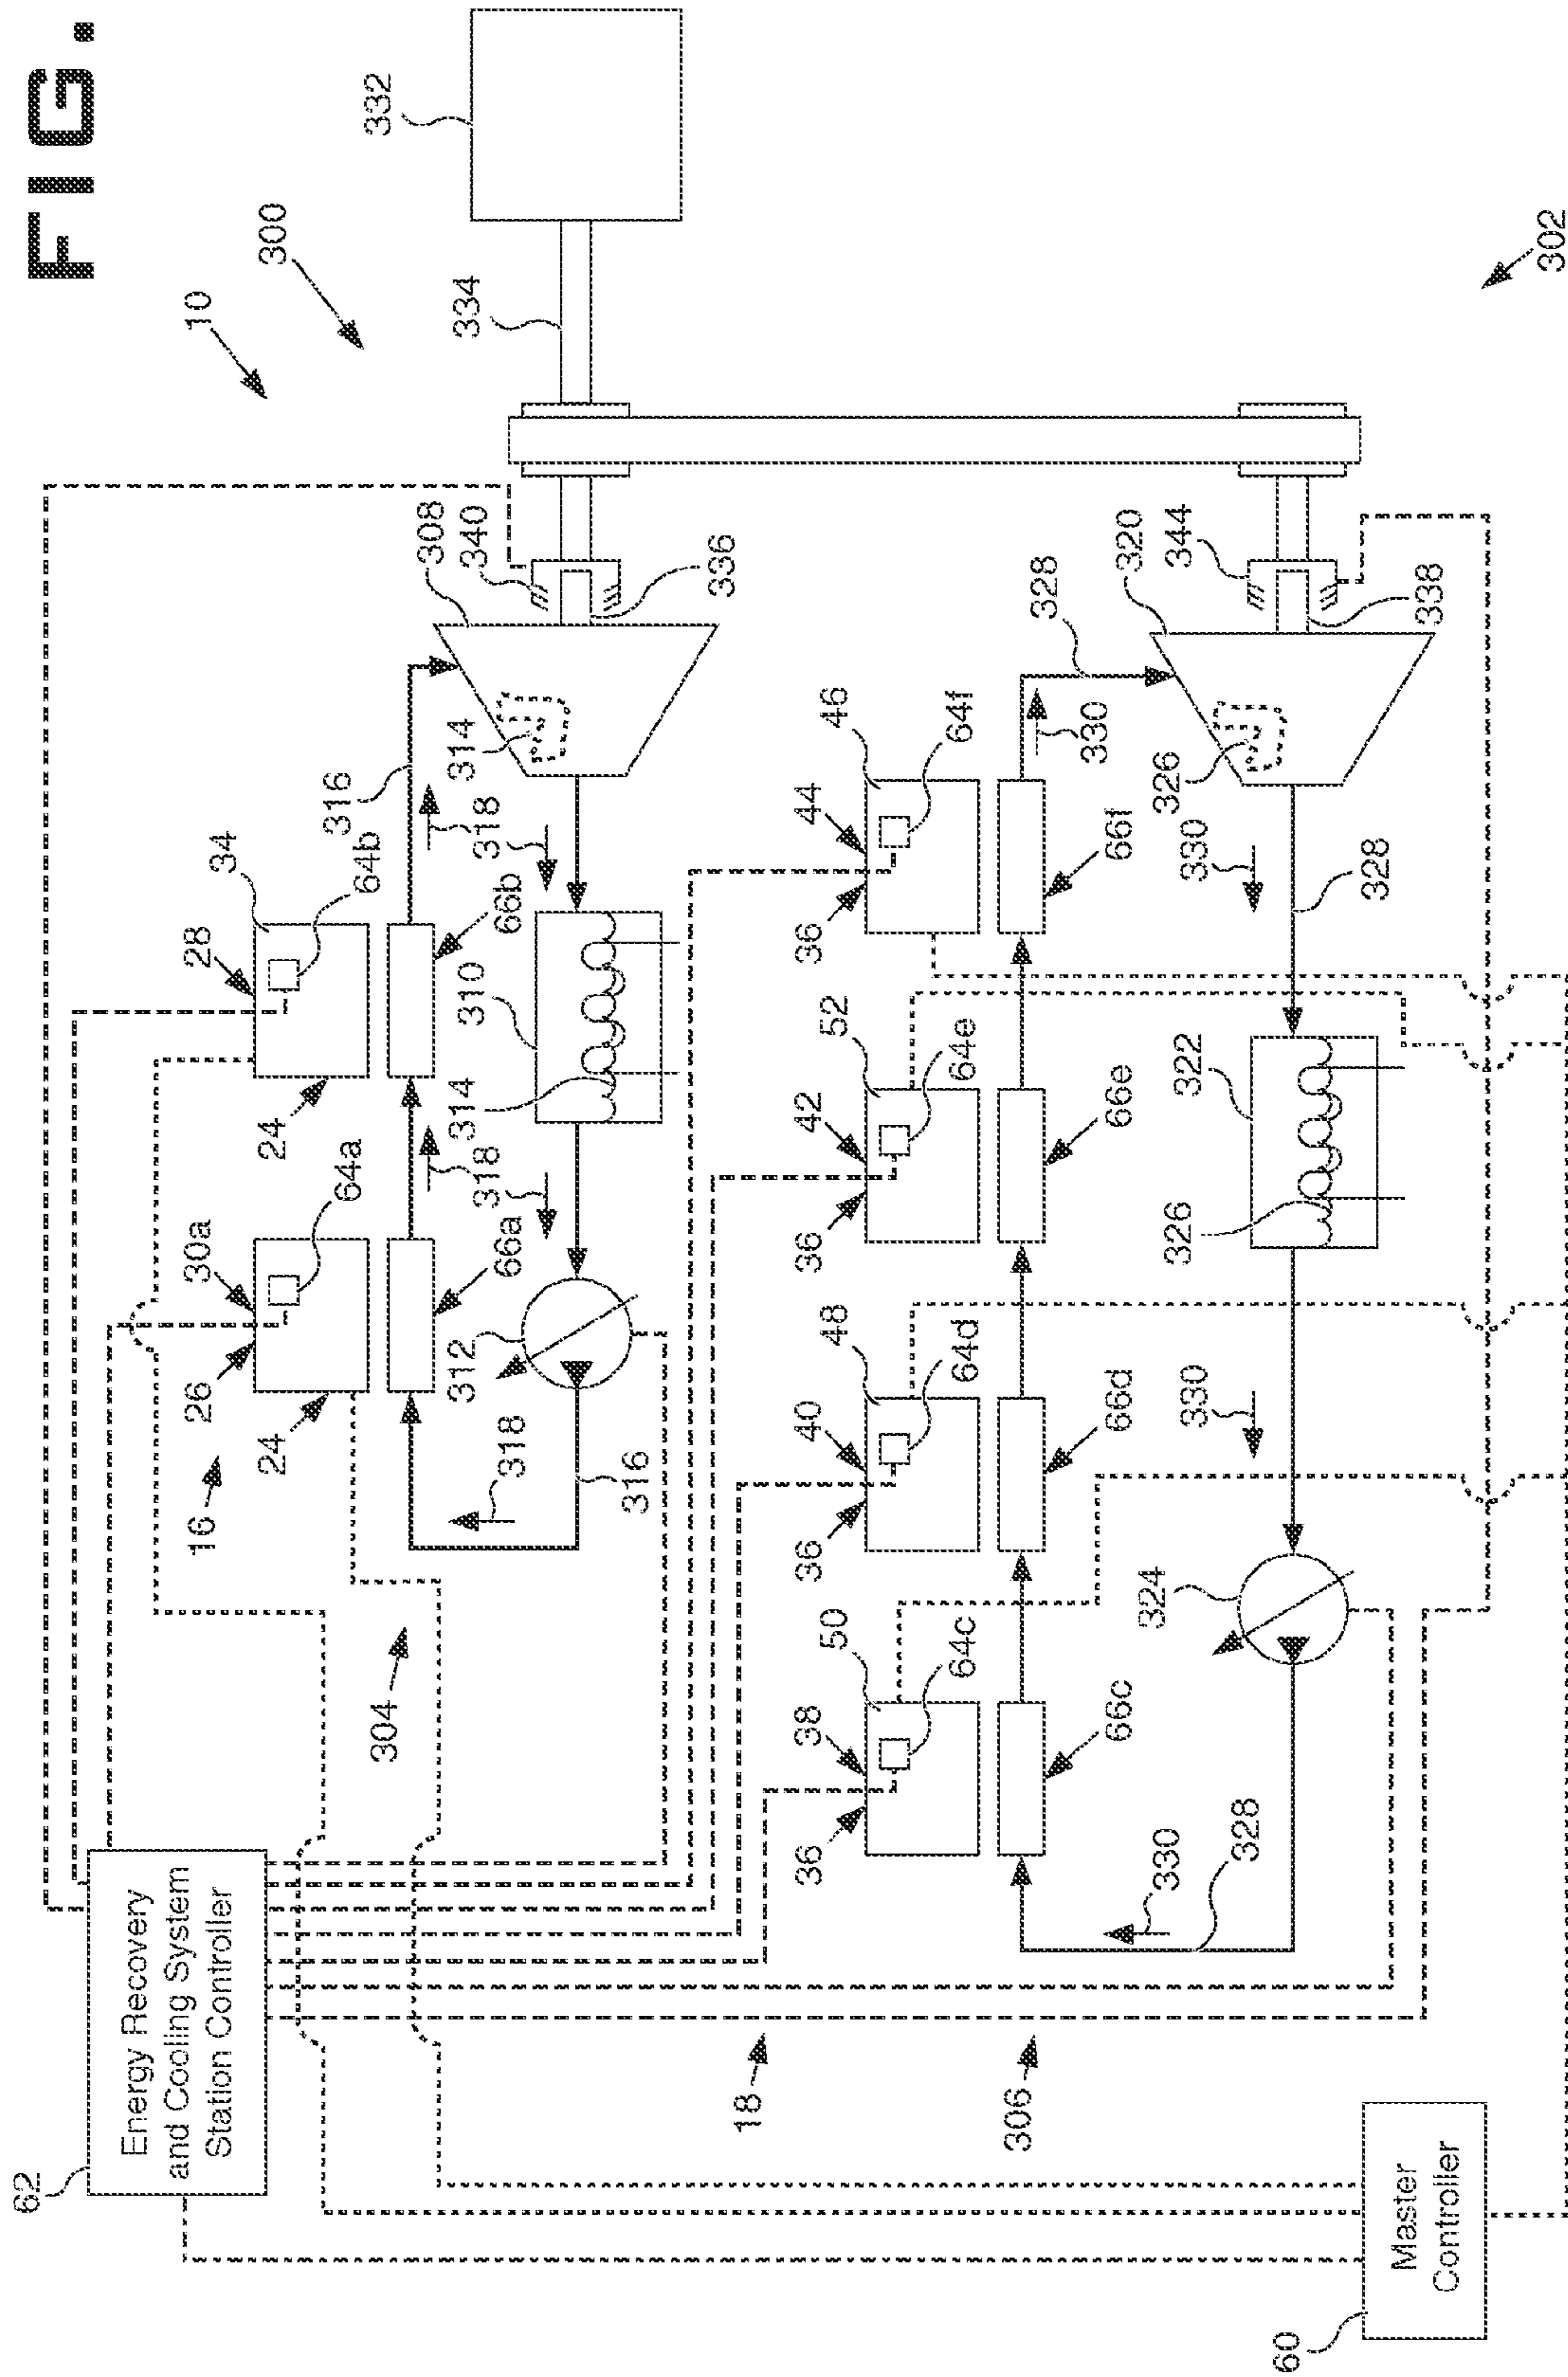 FIG.
62
Energy Recovery
and Cooling System
Station Controller
10
300
16
26
30a
28
34
24
24
64a
64b
332
304
316
308
334
66a
66b
340
318
318
318
318
312
314
310
314
316
336
18
36
38
50
36
40
48
36
42
52
36
44
46
64c
64d
64e
64f
306
328
66c
66d
66e
66f
330
320
344
330
324
326
322
326
328
330
330
328
338
60
Master
Controller
302